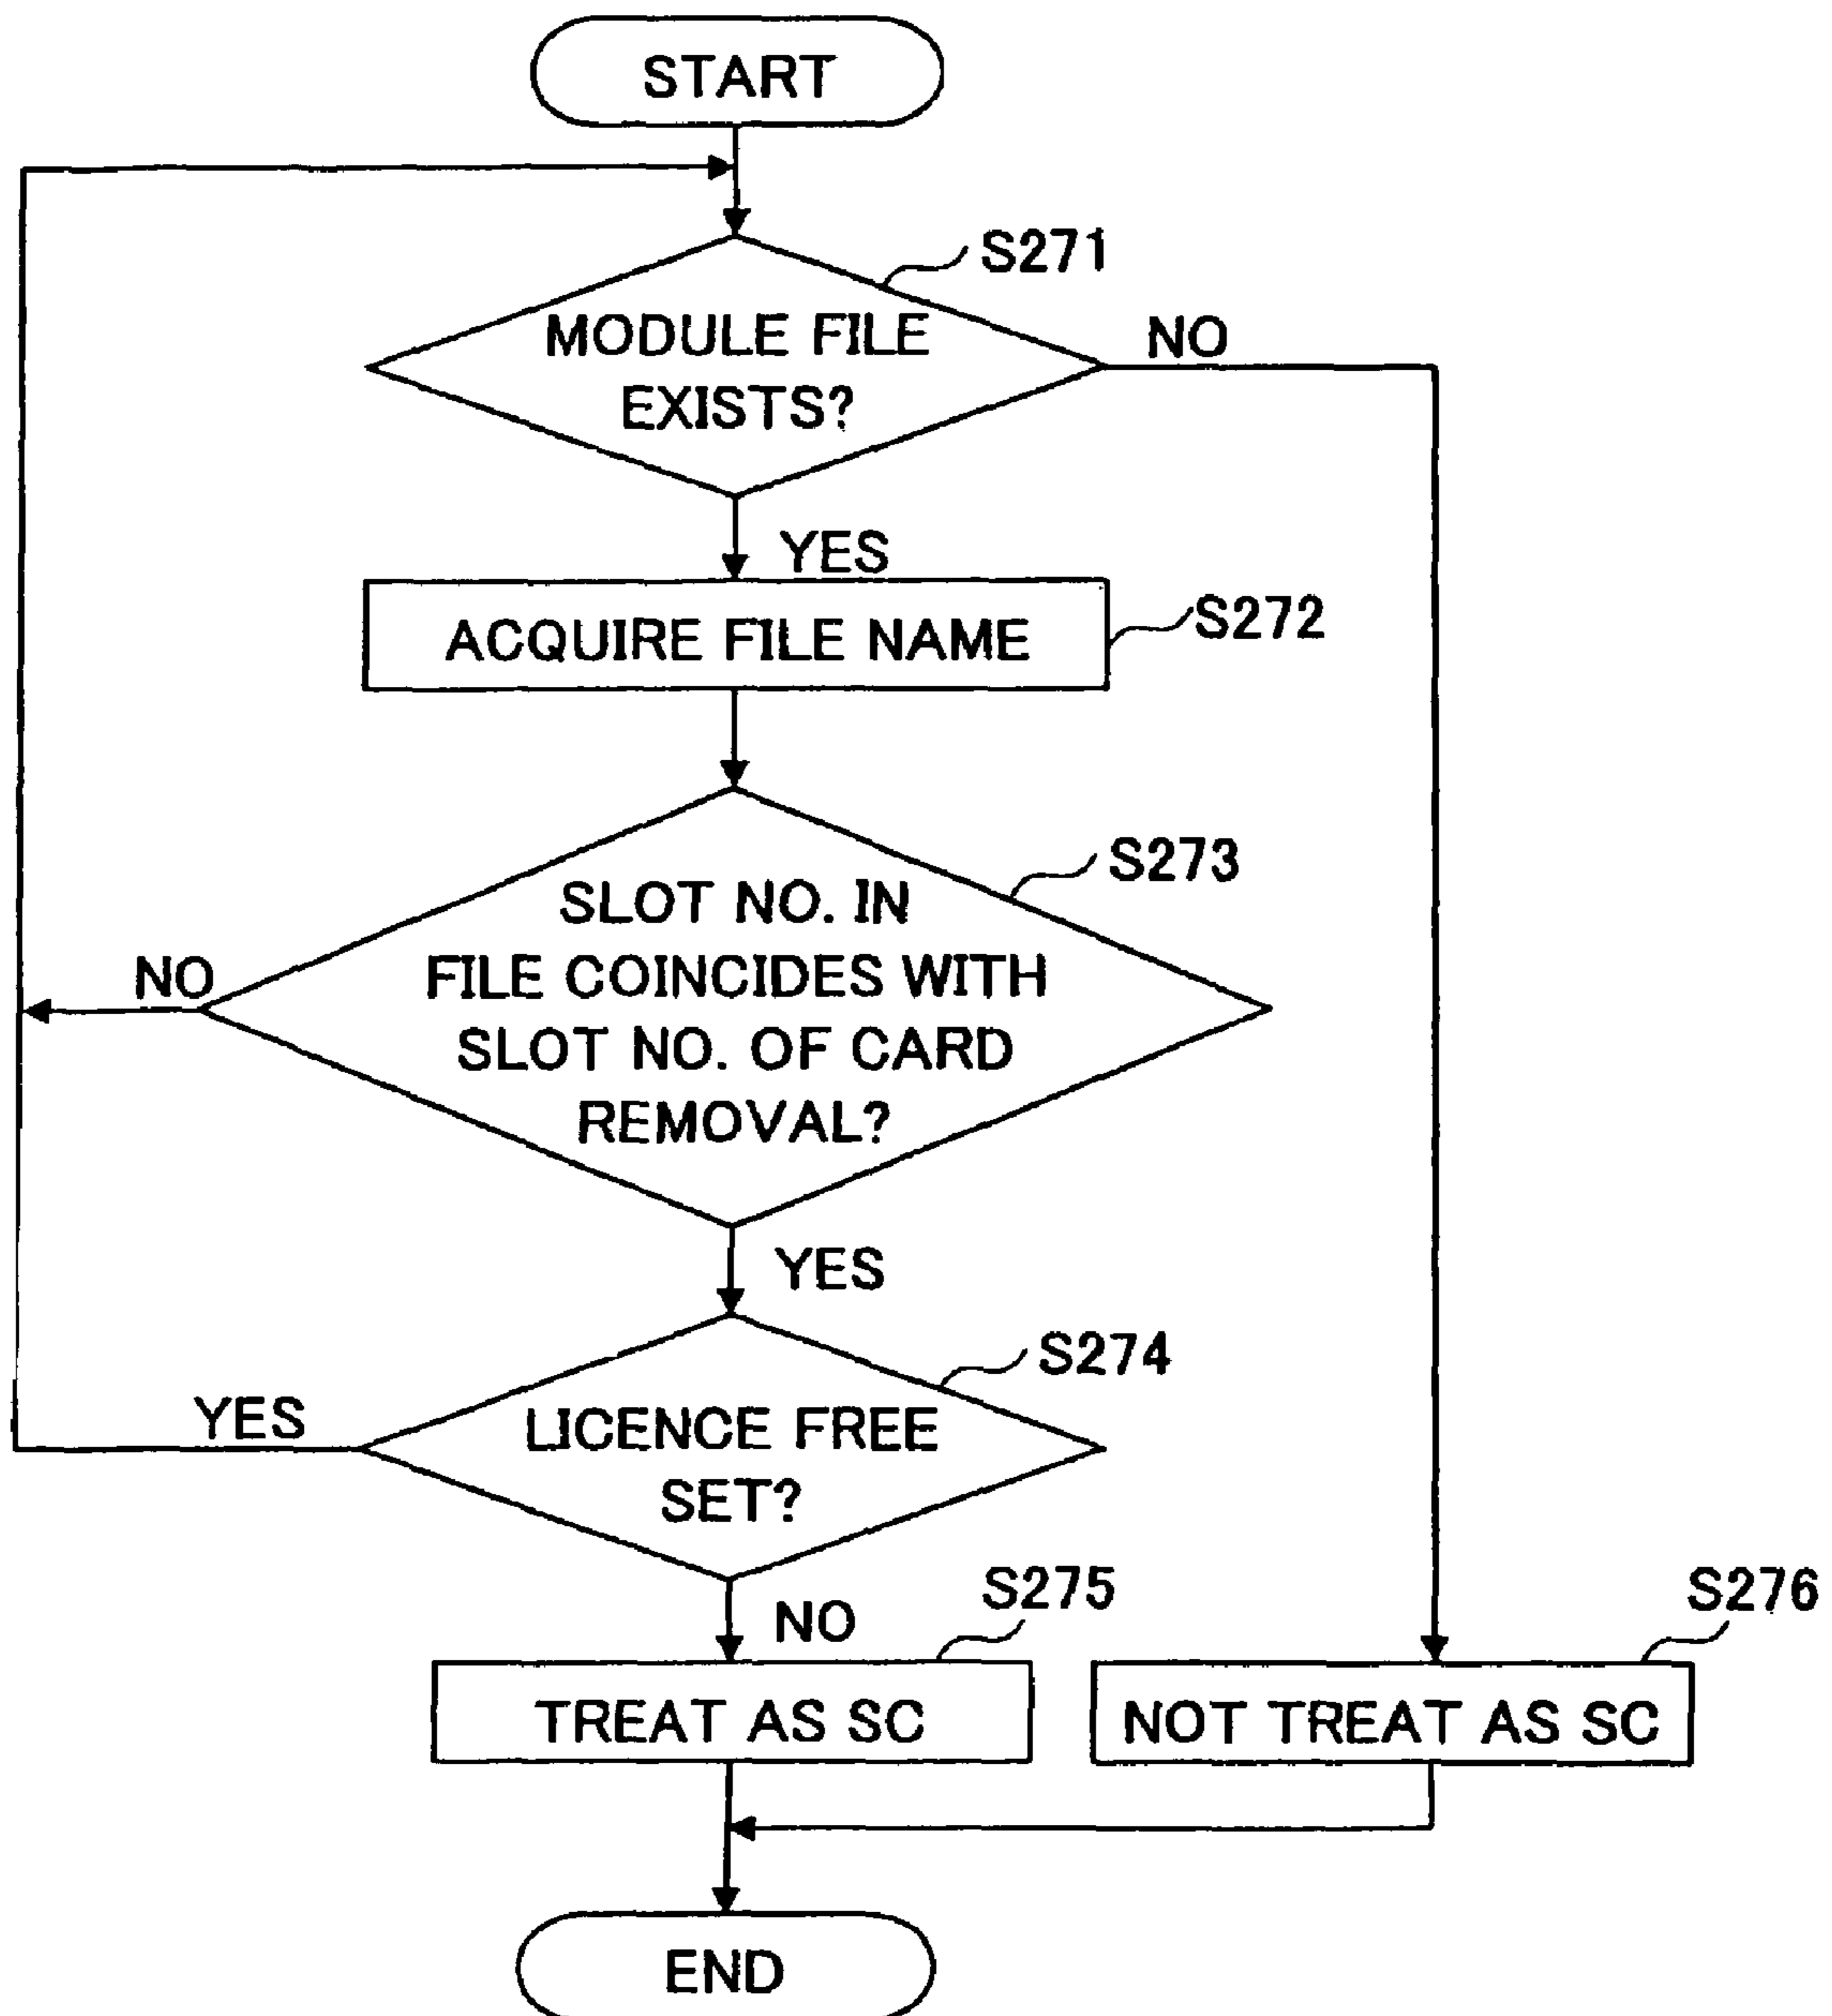 START
S271
MODULE FILE
EXISTS?
NO
YES
ACQUIRE FILE NAME
S272
S273
SLOT NO. IN
FILE COINCIDES WITH
SLOT NO. OF CARD
REMOVAL?
NO
YES
S274
LICENCE FREE
SET?
YES
NO
S275
S276
TREAT AS SC
NOT TREAT AS SC
END